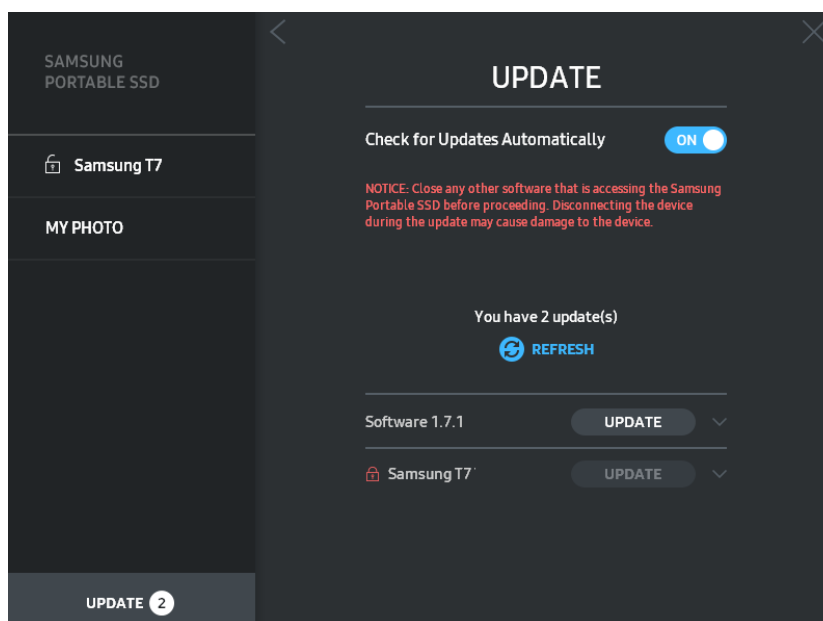 SAMSUNG
PORTABLE SSD
Samsung T7
MY PHOTO
UPDATE 2
UPDATE
Check for Updates Automatically ON
NOTICE: Close any other software that is accessing the Samsung
Portable SSD before proceeding. Disconnecting the device
during the update may cause damage to the device.
You have 2 update(s)
REFRESH
Software 1.7.1 UPDATE
Samsung T7 UPDATE